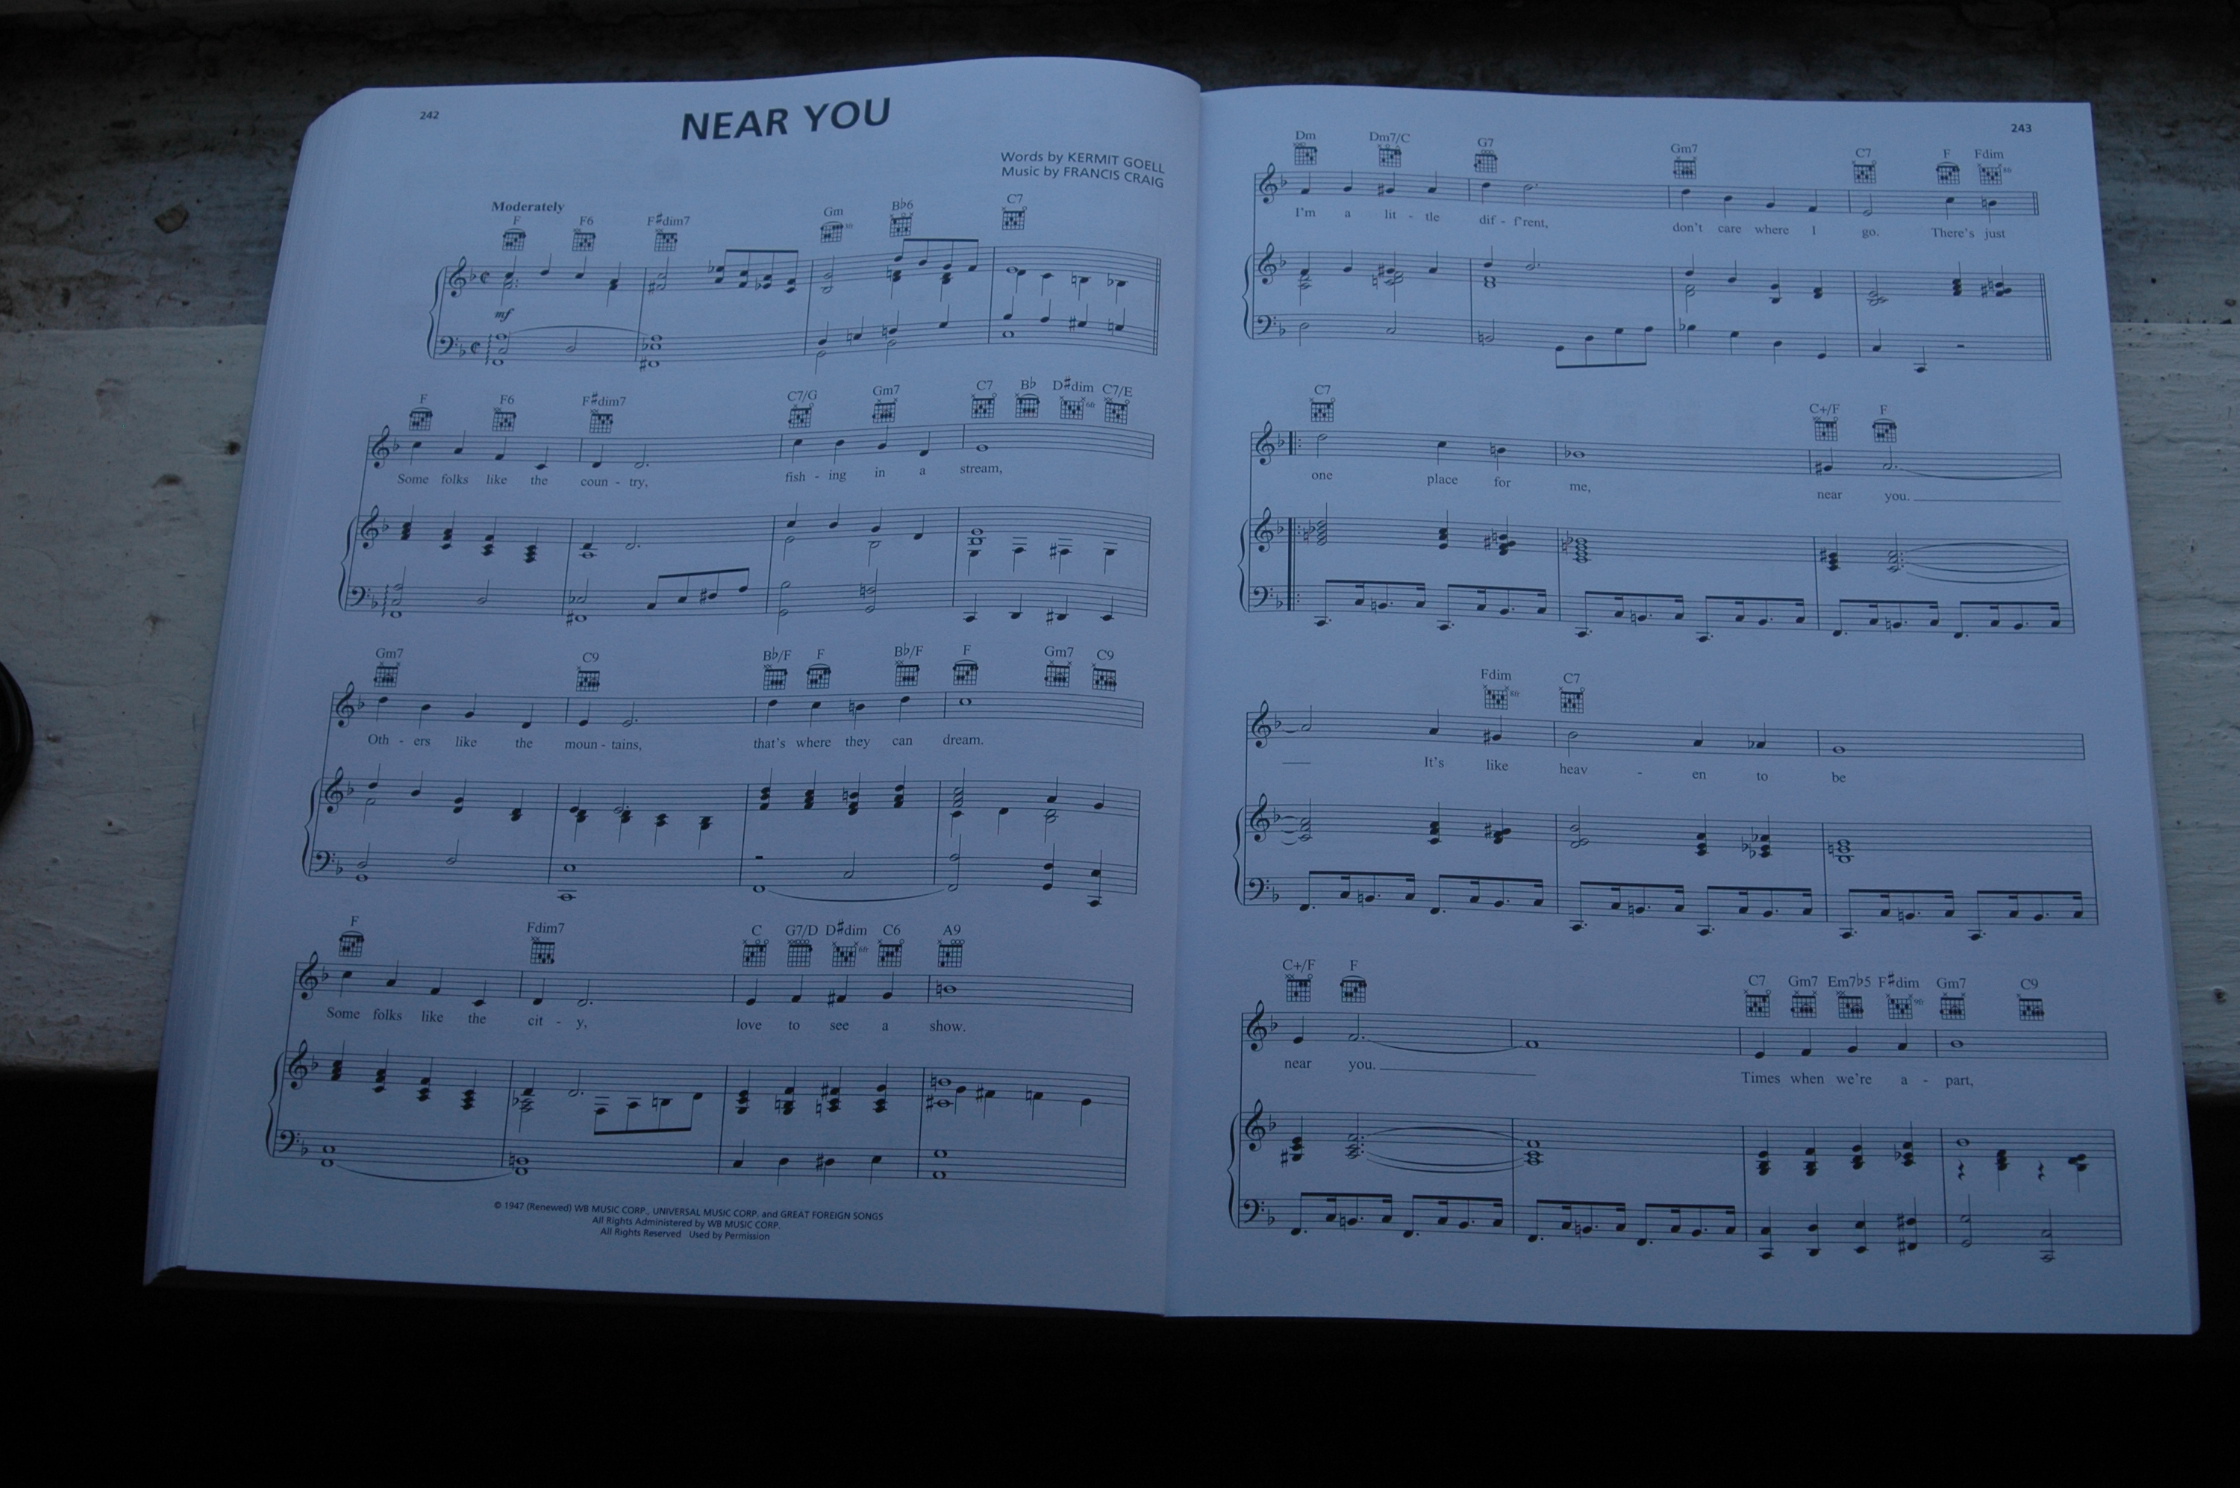 242
NEAR YOU
Words by KERMIT GOELL
Music by FRANCIS CRAIG
Moderately
F F6 F#dim7 Gm B♭6 C7
mf
F F6 F#dim7 C7/G Gm7 C7 B♭ D#dim C7/E
Some folks like the coun - try, fish - ing in a stream,
Gm7 C9 B♭/F F B♭/F F Gm7 C9
Oth - ers like the moun - tains, that's where they can dream.
F Fdim7 C G7/D D#dim C6 A9
Some folks like the cit - y, love to see a show.
© 1947 (Renewed) WB MUSIC CORP., UNIVERSAL MUSIC CORP. and GREAT FOREIGN SONGS
All Rights Administered by WB MUSIC CORP.
All Rights Reserved Used by Permission
243
Dm Dm7/C G7 Gm7 C7 F Fdim
I'm a lit - tle dif - f'rent, don't care where I go. There's just
C7 C+/F F
one place for me, near you.
Fdim C7
It's like heav - en to be
C+/F F C7 Gm7 Em7♭5 F#dim Gm7 C9
near you. Times when we're a - part,